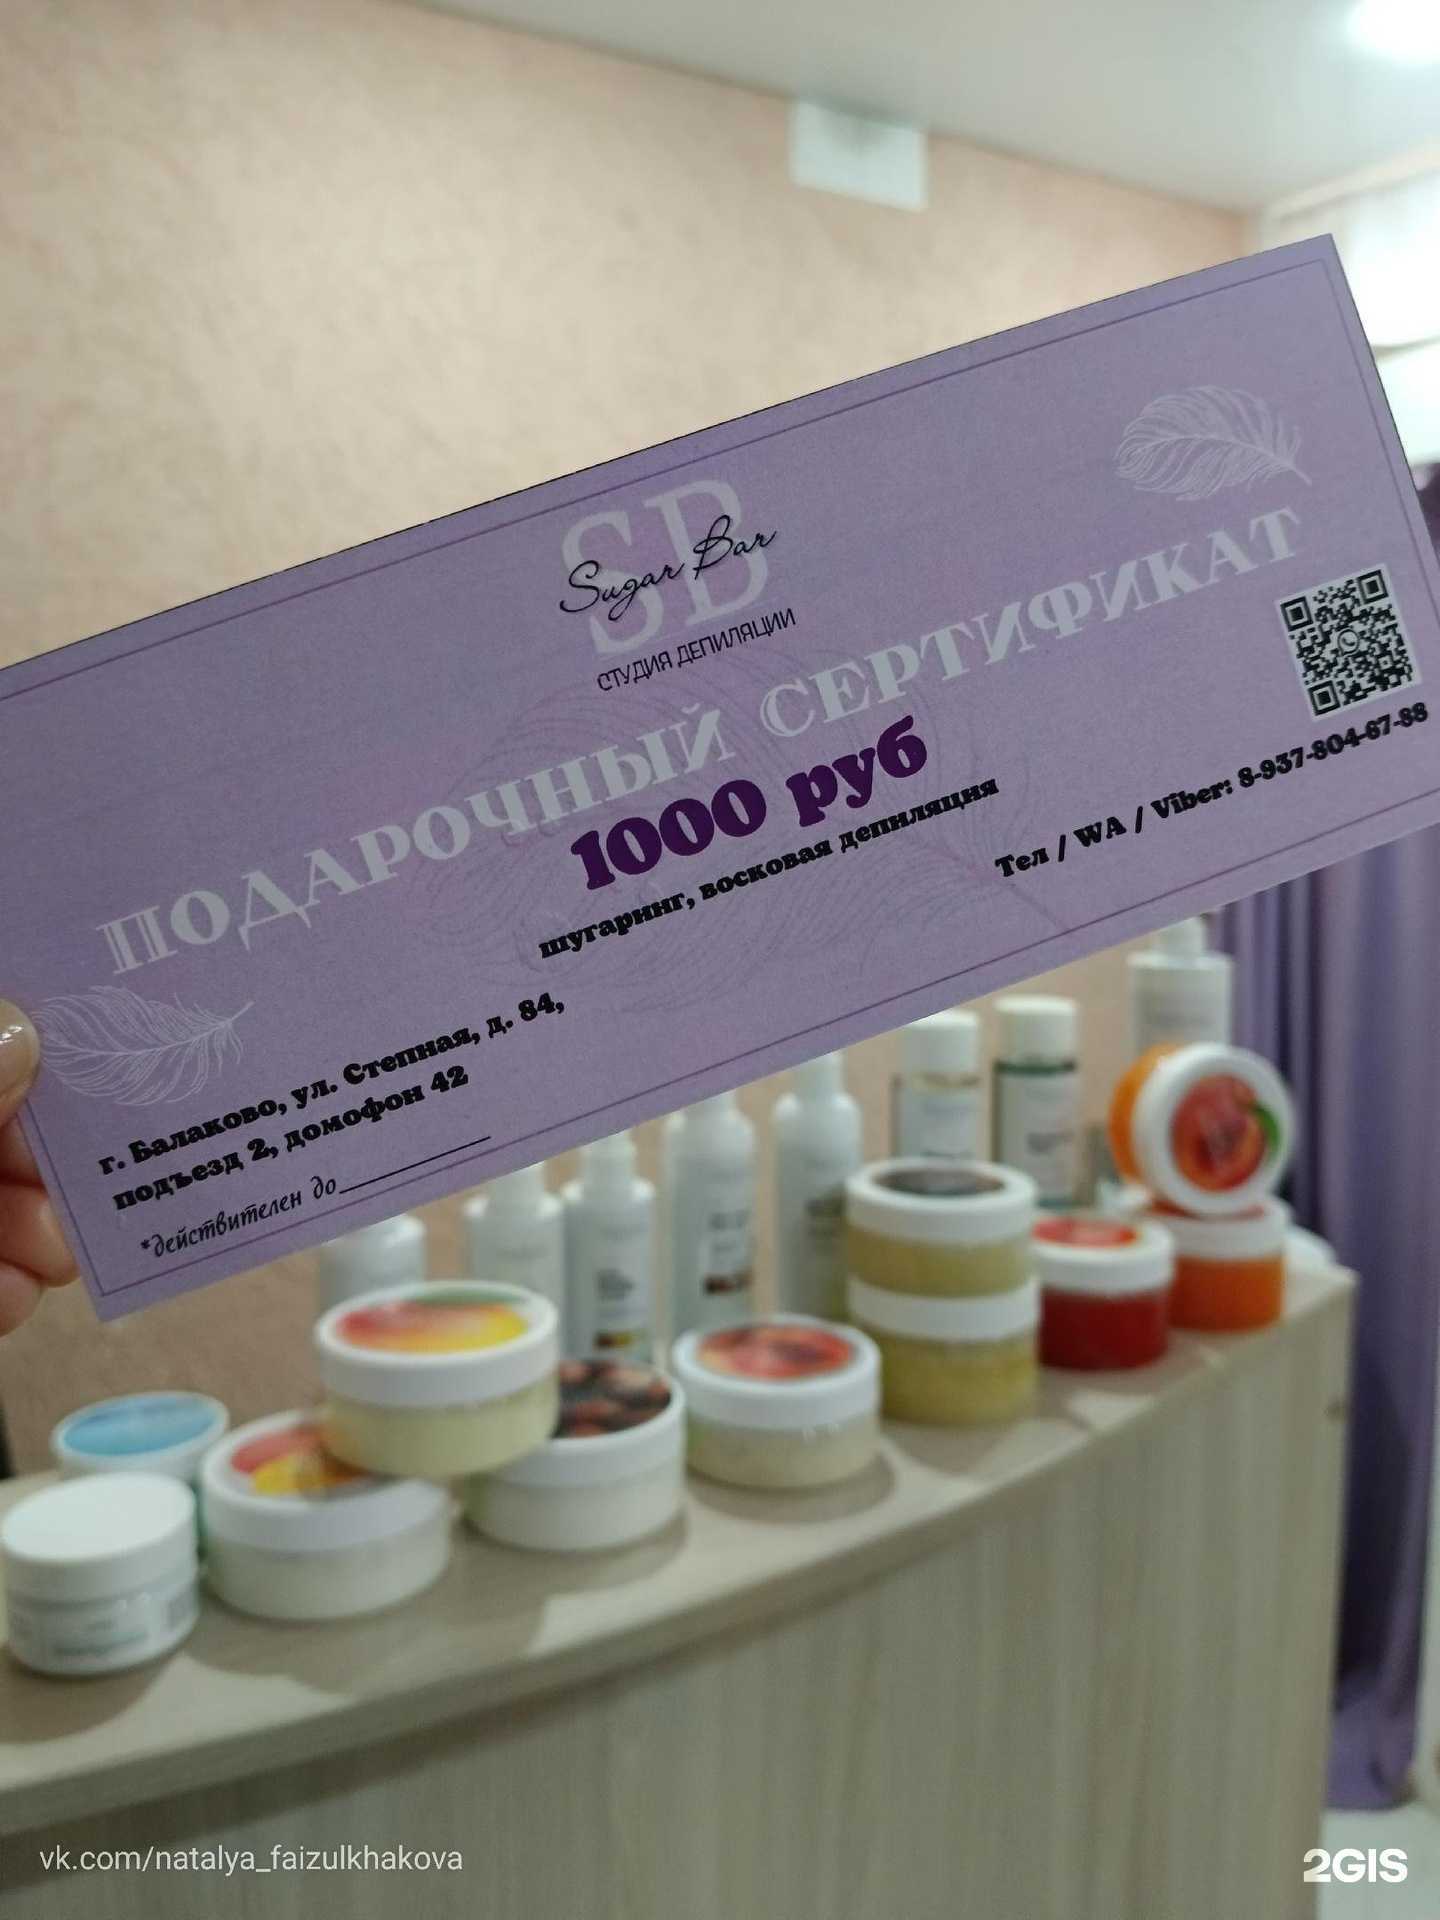 SB
Sugar Bar
СТУДИЯ ДЕПИЛЯЦИИ
ПОДАРОЧНЫЙ СЕРТИФИКАТ
1000 руб
шугаринг, восковая депиляция
Тел / WA / Viber: 8-937-804-67-88
г. Балаково, ул. Степная, д. 84,
подъезд 2, домофон 42
*действителен до
vk.com/natalya_faizulkhakova
2GIS